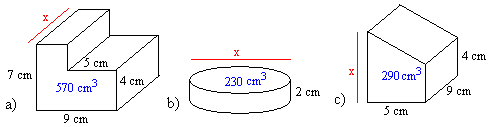 a)
x
7 cm
5 cm
570 cm³
4 cm
9 cm
b)
x
230 cm³
2 cm
c)
x
290 cm³
4 cm
9 cm
5 cm